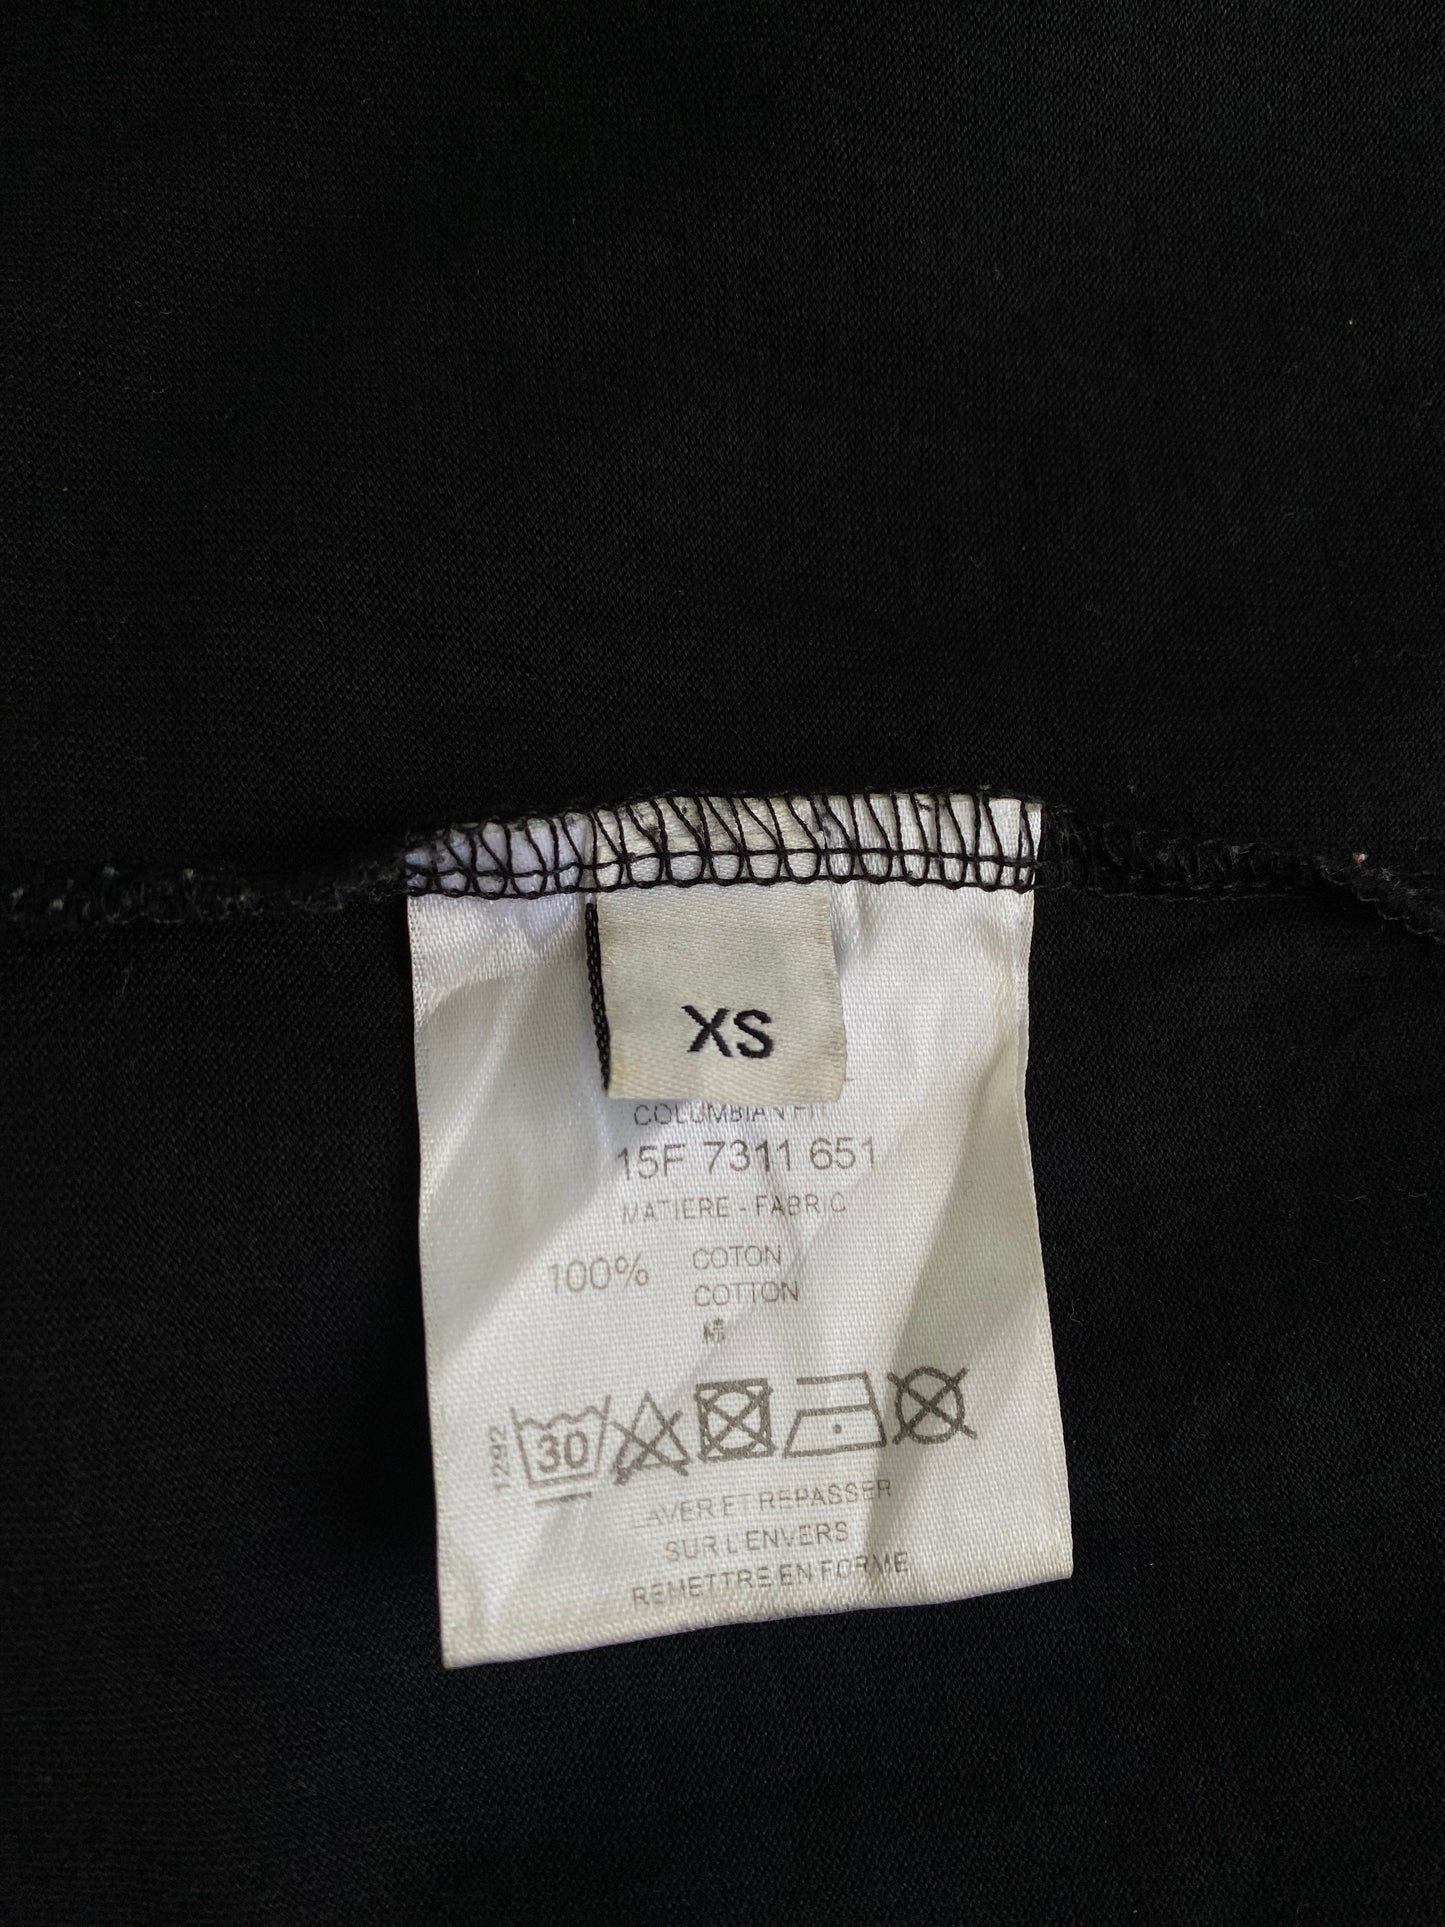 XS
COLUMBIAN FIT
15F 7311 651
MATIERE - FABRIC
100% COTON
COTTON
1292
30
LAVER ET REPASSER
SUR L'ENVERS
REMETTRE EN FORME